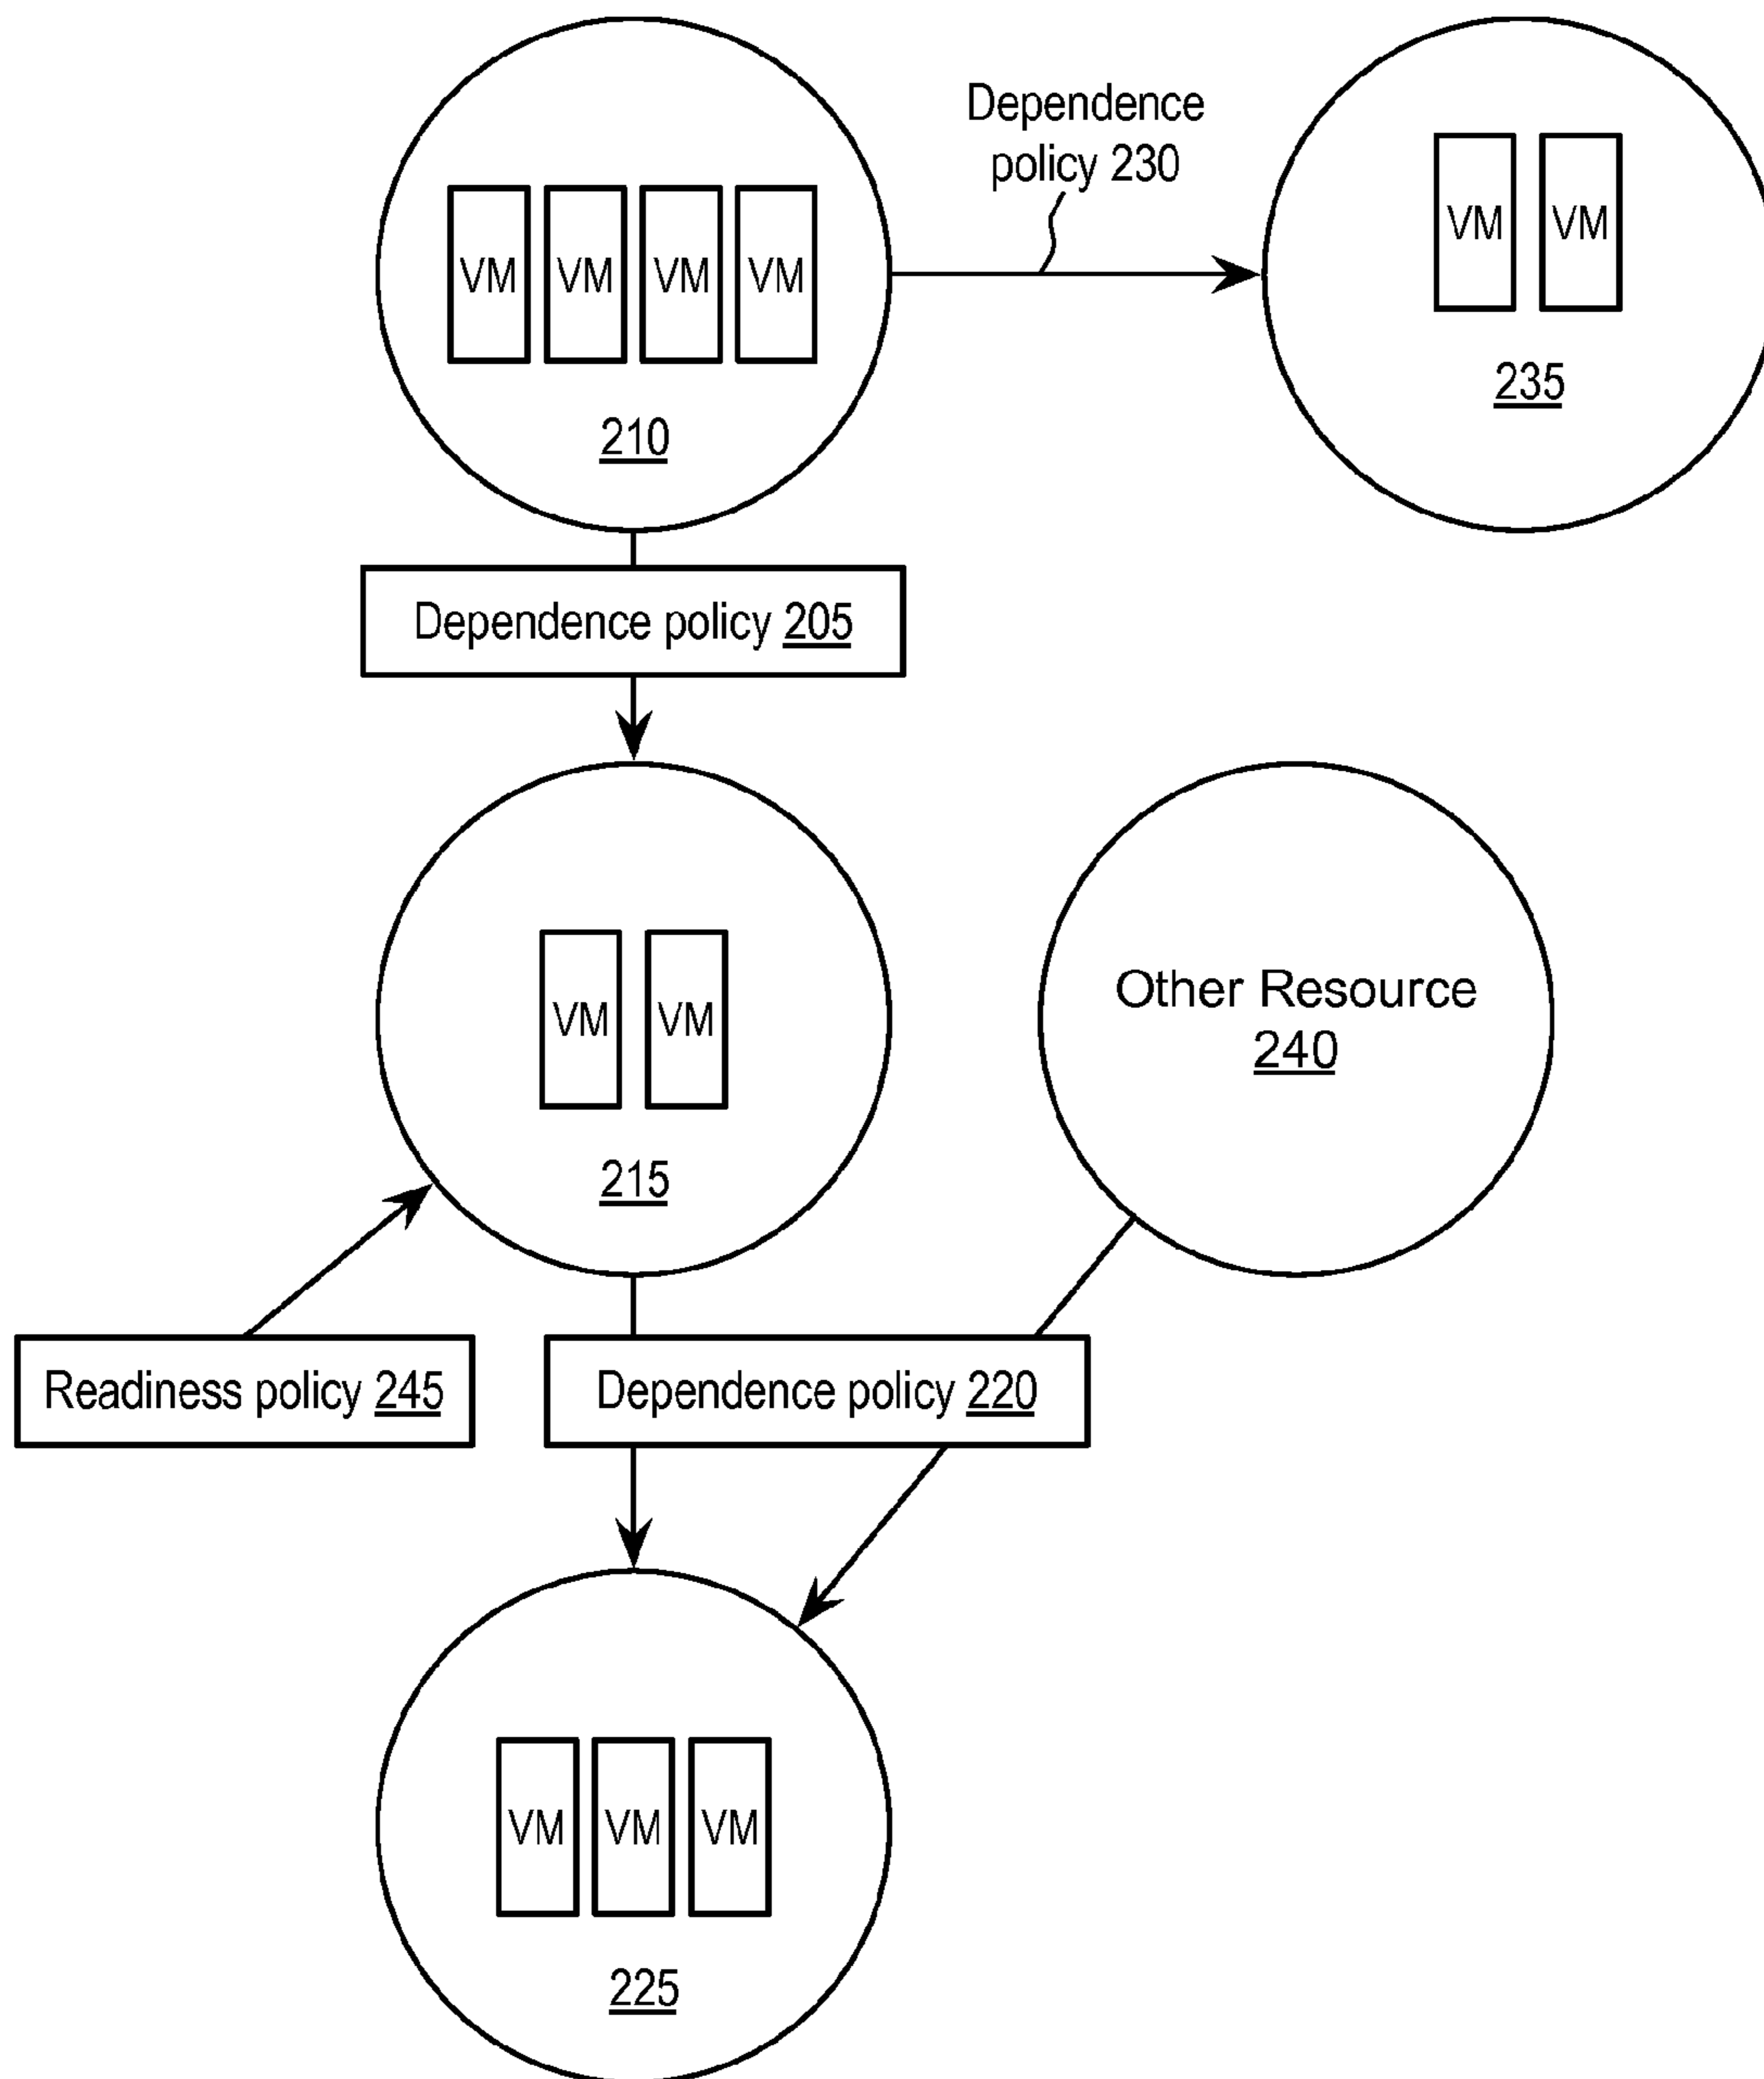 Dependence
policy 230
VM VM VM VM
VM VM
235
210
Dependence policy 205
VM VM
215
Other Resource
240
Readiness policy 245
Dependence policy 220
VM VM VM
225